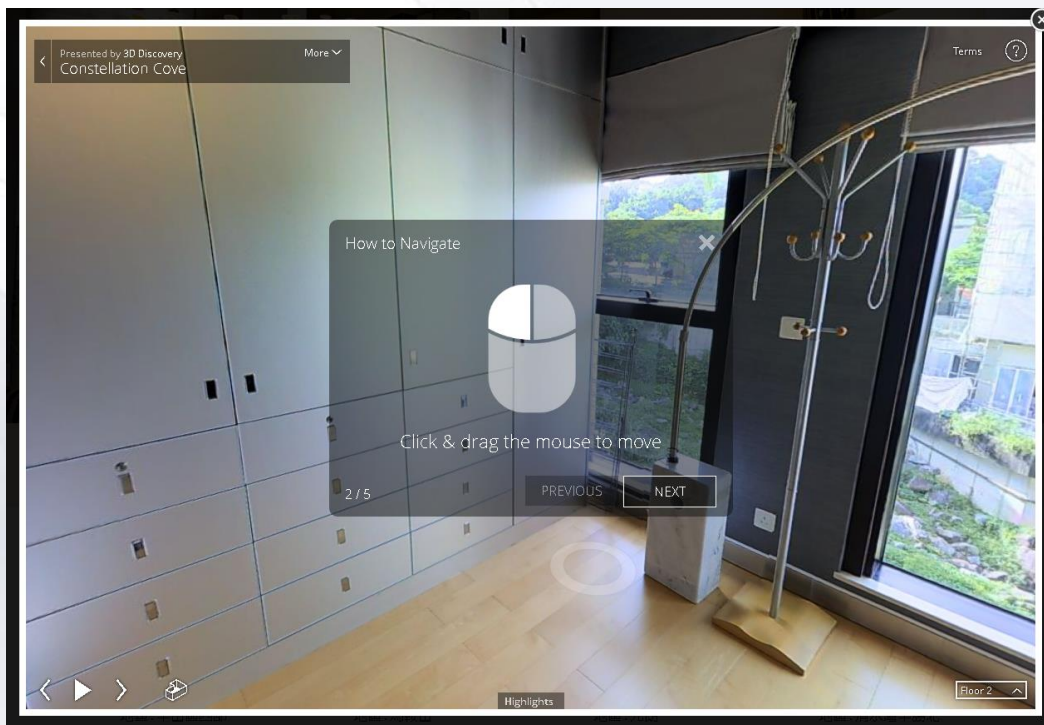 Presented by 3D Discovery
Constellation Cove
More
Terms
?
How to Navigate
Click & drag the mouse to move
2 / 5
PREVIOUS
NEXT
Highlights
Floor 2